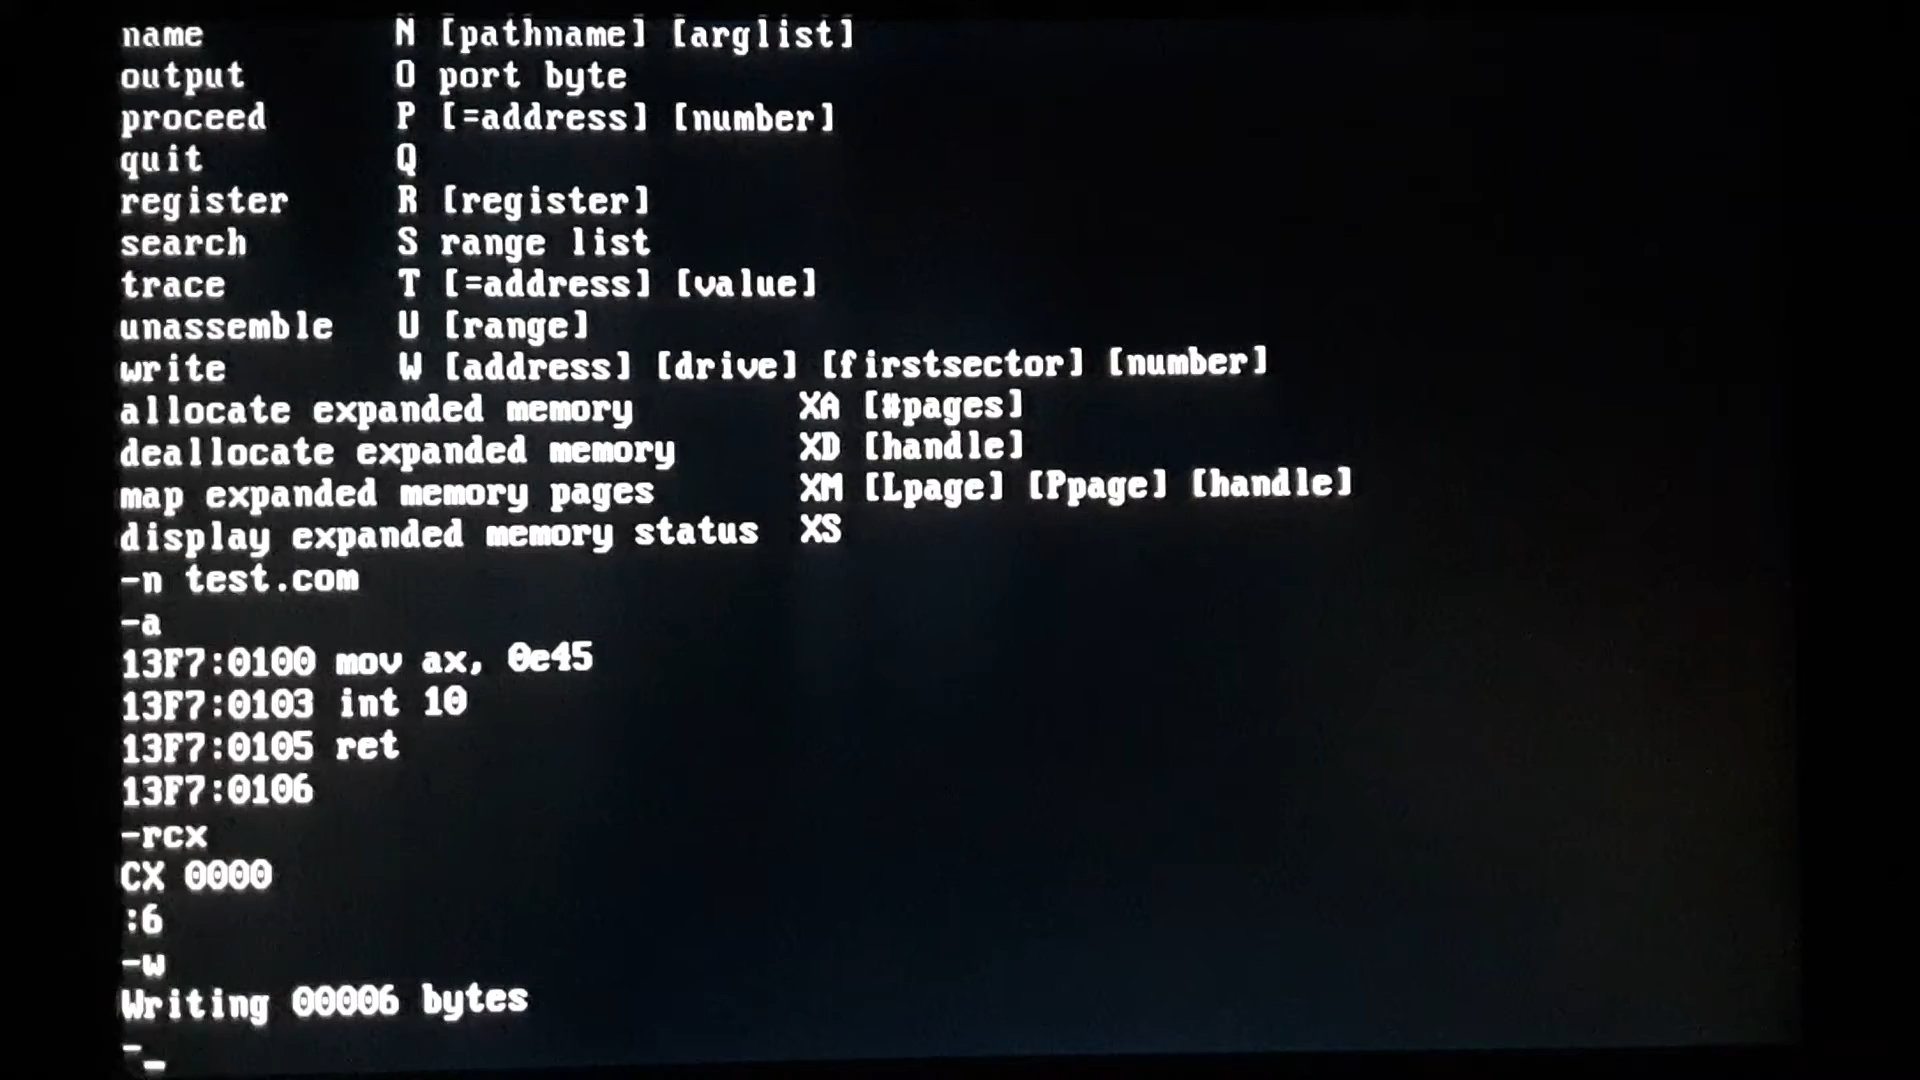 name          N [pathname] [arglist]
output        O port byte
proceed       P [=address] [number]
quit          Q
register      R [register]
search        S range list
trace         T [=address] [value]
unassemble    U [range]
write         W [address] [drive] [firstsector] [number]
allocate expanded memory        XA [#pages]
deallocate expanded memory      XD [handle]
map expanded memory pages       XM [Lpage] [Ppage] [handle]
display expanded memory status  XS
-n test.com
-a
13F7:0100 mov ax, 0e45
13F7:0103 int 10
13F7:0105 ret
13F7:0106
-rcx
CX 0000
:6
-w
Writing 00006 bytes
-_